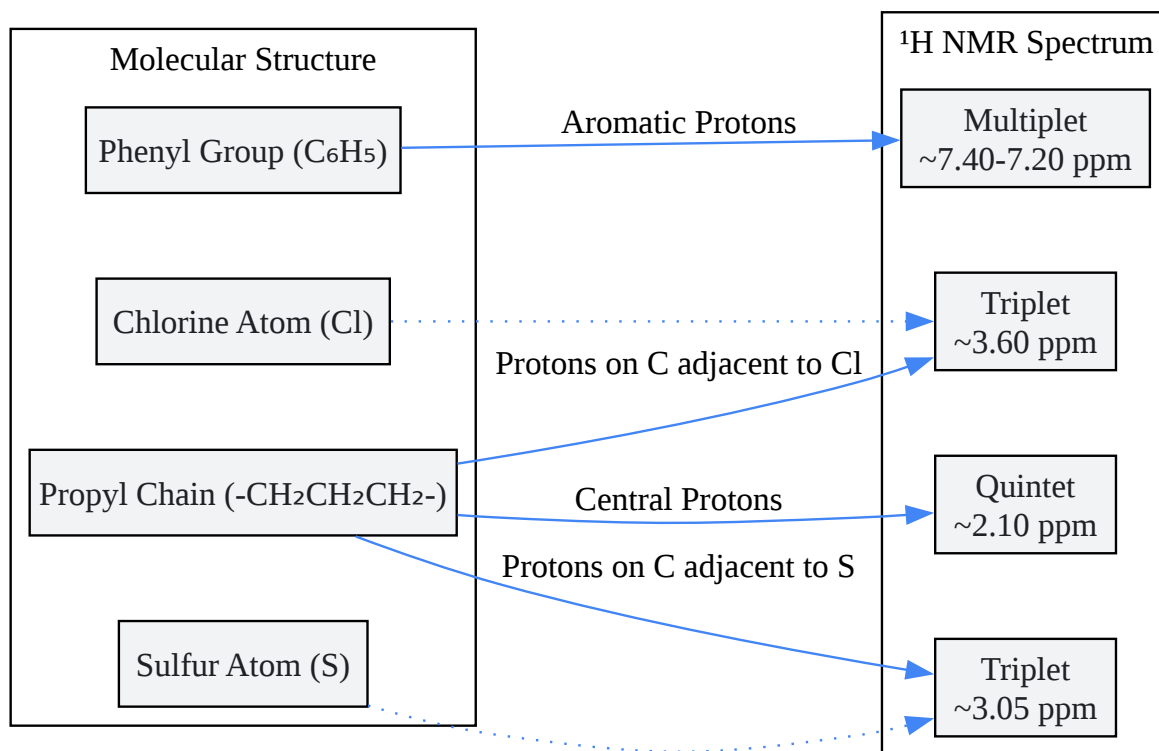 Molecular Structure
Phenyl Group (C₆H₅)
Chlorine Atom (Cl)
Propyl Chain (-CH₂CH₂CH₂-)
Sulfur Atom (S)
Aromatic Protons
Protons on C adjacent to Cl
Central Protons
Protons on C adjacent to S
¹H NMR Spectrum
Multiplet
~7.40-7.20 ppm
Triplet
~3.60 ppm
Quintet
~2.10 ppm
Triplet
~3.05 ppm